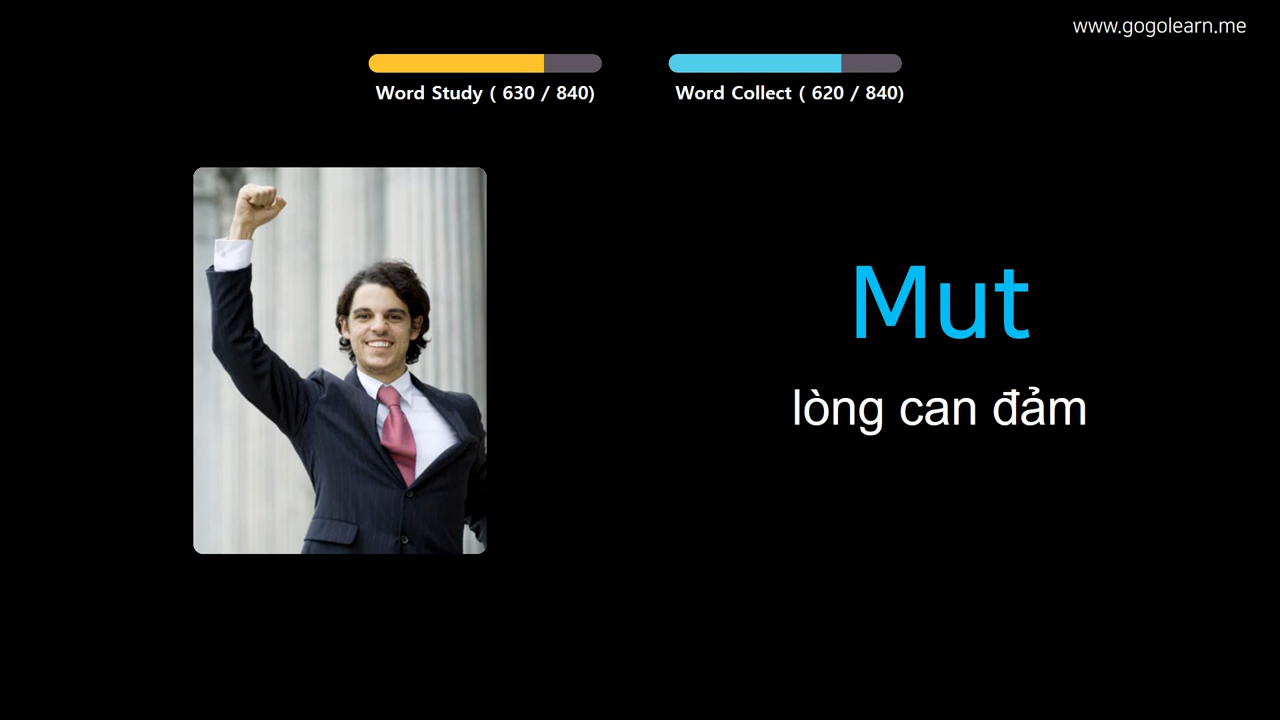 www.gogolearn.me
Word Study ( 630 / 840)
Word Collect ( 620 / 840)
Mut
lòng can đảm